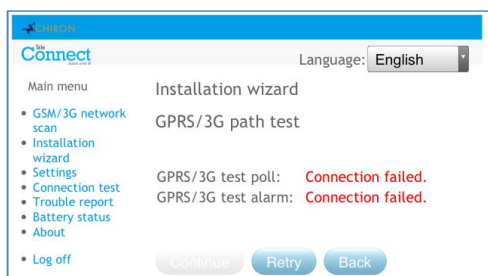 CHIRON
Iris
Connect
Language: English
Main menu
Installation wizard
GSM/3G network
scan
GPRS/3G path test
Installation
wizard
Settings
Connection test
Trouble report
Battery status
About
GPRS/3G test poll: Connection failed.
GPRS/3G test alarm: Connection failed.
Log off
Continue Retry Back